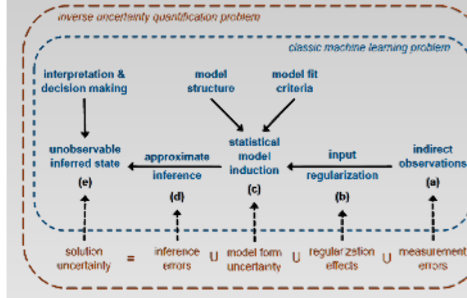 inverse uncertainty quantification problem
classic machine learning problem
interpretation &
decision making
model
structure
model fit
criteria
unobservable
inferred state
(e)
approximate
inference
(d)
statistical
model
induction
(c)
input
regularization
(b)
indirect
observations
(a)
solution
uncertainty
=
inference
errors
U
model form
uncertainty
U
regularization
effects
U
measurement
errors